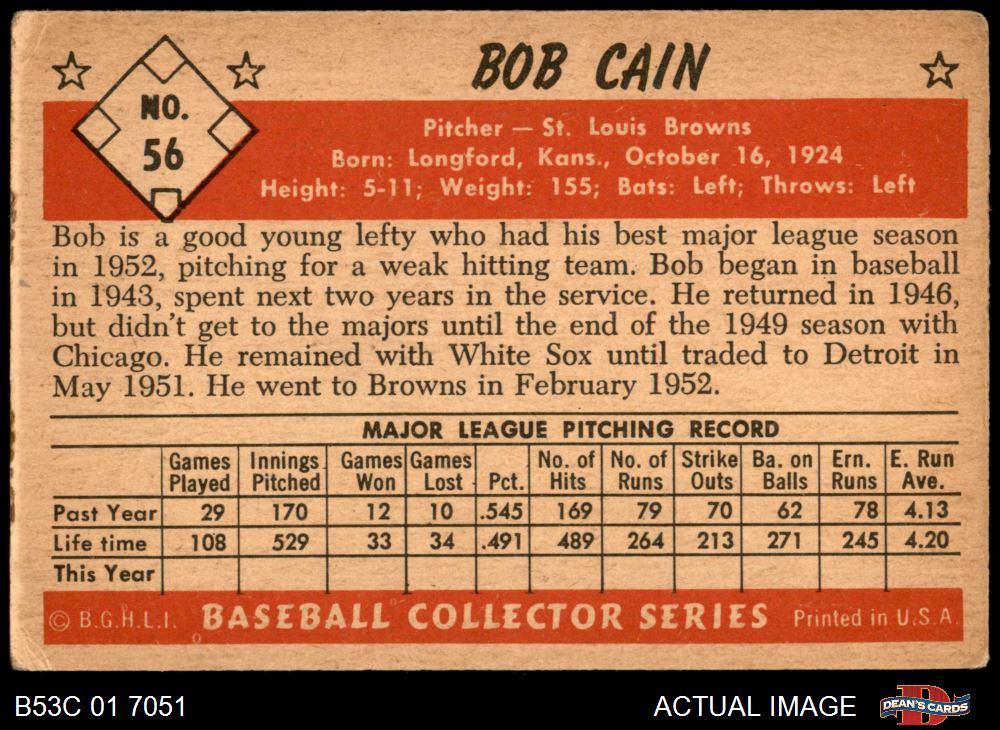 BOB CAIN
NO.
56
Pitcher — St. Louis Browns
Born: Longford, Kans., October 16, 1924
Height: 5-11; Weight: 155; Bats: Left; Throws: Left
Bob is a good young lefty who had his best major league season
in 1952, pitching for a weak hitting team. Bob began in baseball
in 1943, spent next two years in the service. He returned in 1946,
but didn't get to the majors until the end of the 1949 season with
Chicago. He remained with White Sox until traded to Detroit in
May 1951. He went to Browns in February 1952.
MAJOR LEAGUE PITCHING RECORD
Games Played Innings Pitched Games Won Games Lost Pct. No. of Hits No. of Runs Strike Outs Ba. on Balls Ern. Runs E. Run Ave.
Past Year 29 170 12 10 .545 169 79 70 62 78 4.13
Life time 108 529 33 34 .491 489 264 213 271 245 4.20
This Year
© B.G.H.L.I. BASEBALL COLLECTOR SERIES Printed in U.S.A.
B53C 01 7051 ACTUAL IMAGE DEAN'S CARDS